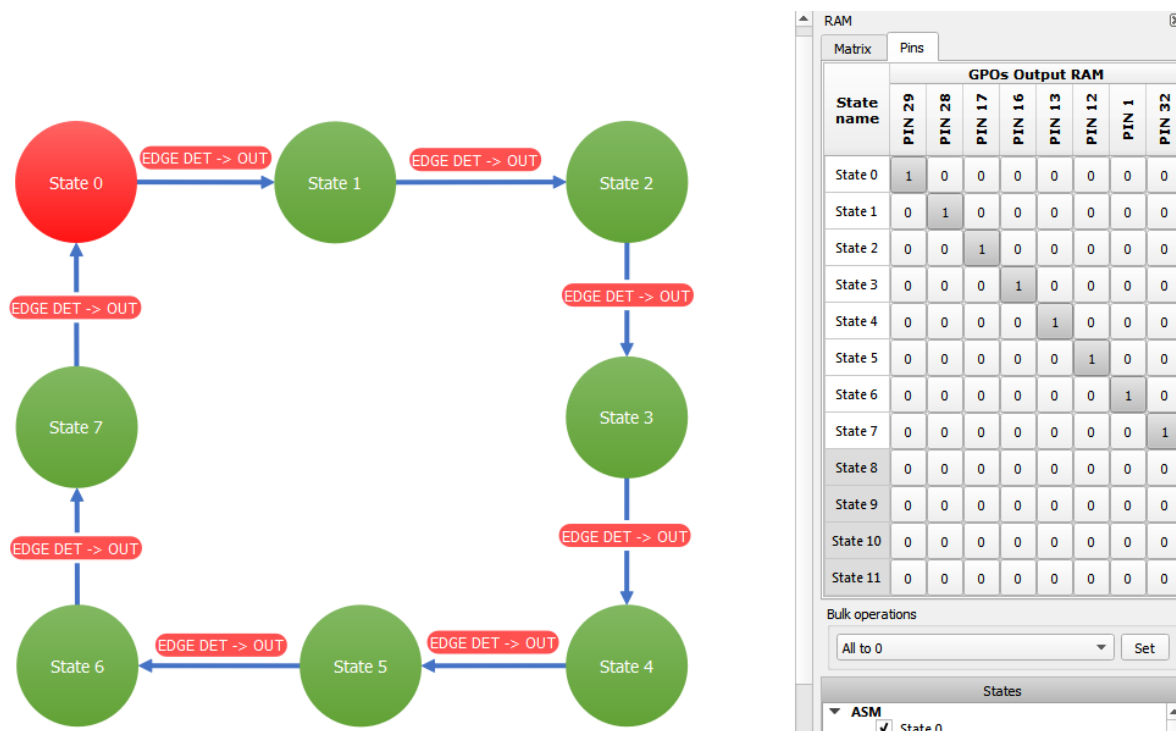 State 0
EDGE DET -> OUT
State 1
EDGE DET -> OUT
State 2
EDGE DET -> OUT
EDGE DET -> OUT
State 7
State 3
EDGE DET -> OUT
EDGE DET -> OUT
State 6
EDGE DET -> OUT
State 5
EDGE DET -> OUT
State 4
RAM
Matrix Pins
State name GPOs Output RAM
PIN 29 PIN 28 PIN 17 PIN 16 PIN 13 PIN 12 PIN 1 PIN 32
State 0 1 0 0 0 0 0 0 0
State 1 0 1 0 0 0 0 0 0
State 2 0 0 1 0 0 0 0 0
State 3 0 0 0 1 0 0 0 0
State 4 0 0 0 0 1 0 0 0
State 5 0 0 0 0 0 1 0 0
State 6 0 0 0 0 0 0 1 0
State 7 0 0 0 0 0 0 0 1
State 8 0 0 0 0 0 0 0 0
State 9 0 0 0 0 0 0 0 0
State 10 0 0 0 0 0 0 0 0
State 11 0 0 0 0 0 0 0 0
Bulk operations
All to 0 Set
States
ASM
State 0